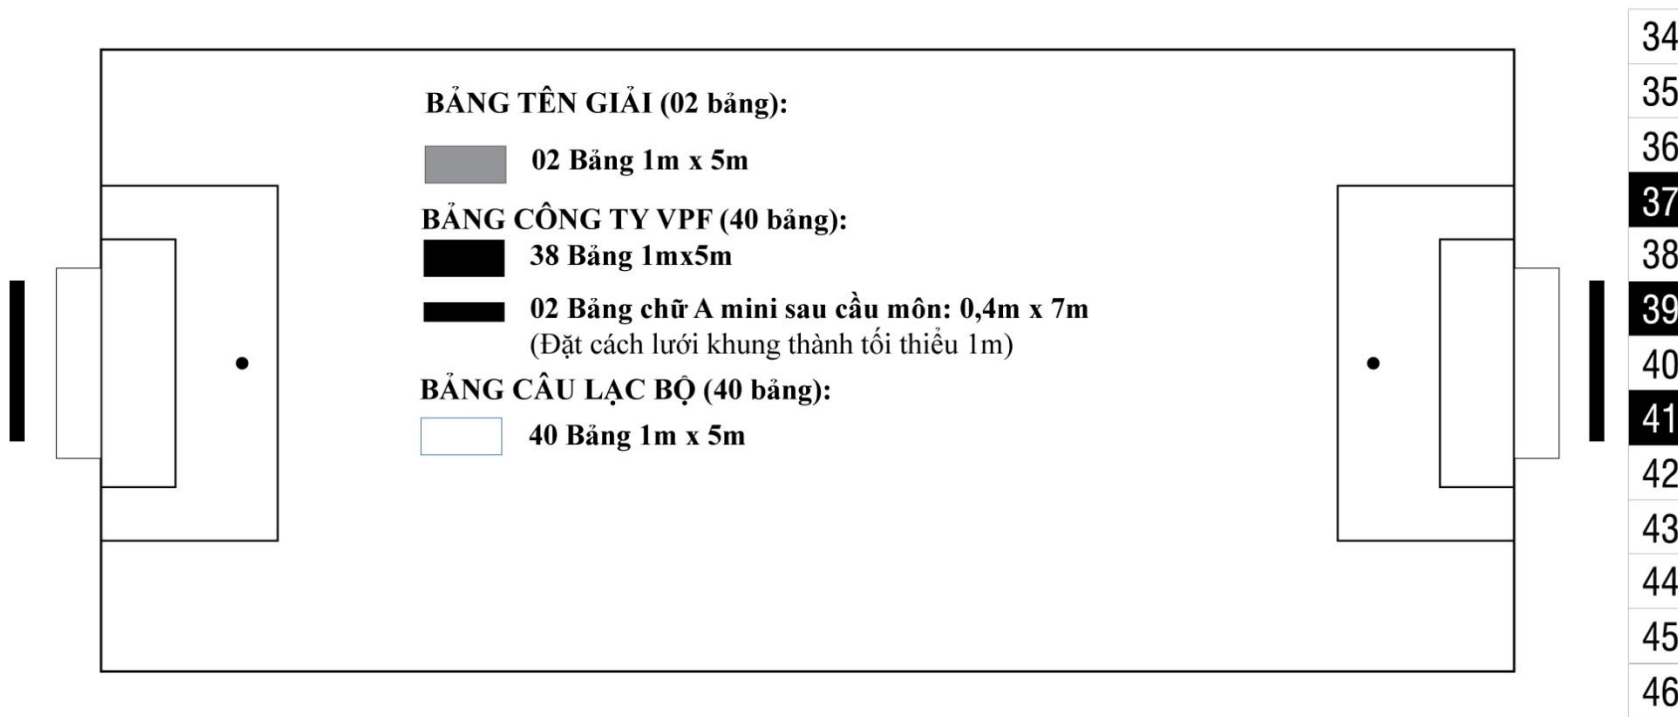 BẢNG TÊN GIẢI (02 bảng):
02 Bảng 1m x 5m
BẢNG CÔNG TY VPF (40 bảng):
38 Bảng 1mx5m
02 Bảng chữ A mini sau cầu môn: 0,4m x 7m
(Đặt cách lưới khung thành tối thiểu 1m)
BẢNG CÂU LẠC BỘ (40 bảng):
40 Bảng 1m x 5m
34
35
36
37
38
39
40
41
42
43
44
45
46